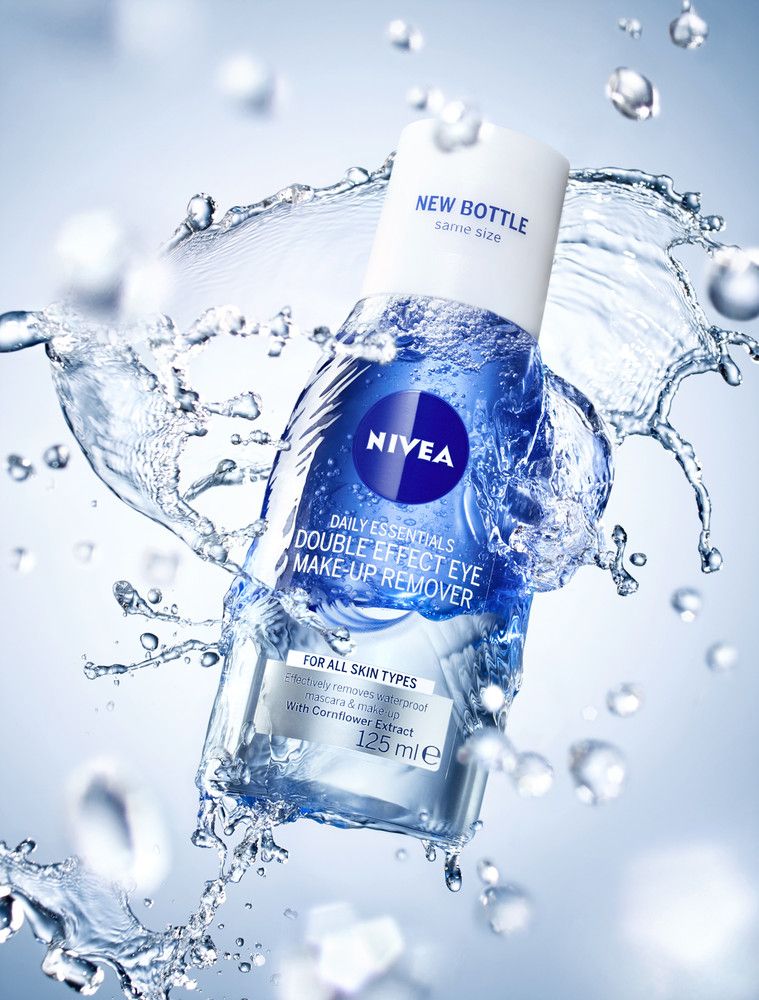 NEW BOTTLE
same size
NIVEA
DAILY ESSENTIALS
DOUBLE EFFECT EYE
MAKE-UP REMOVER
FOR ALL SKIN TYPES
Effectively removes waterproof
mascara & make-up
With Cornflower Extract
125 ml ℮